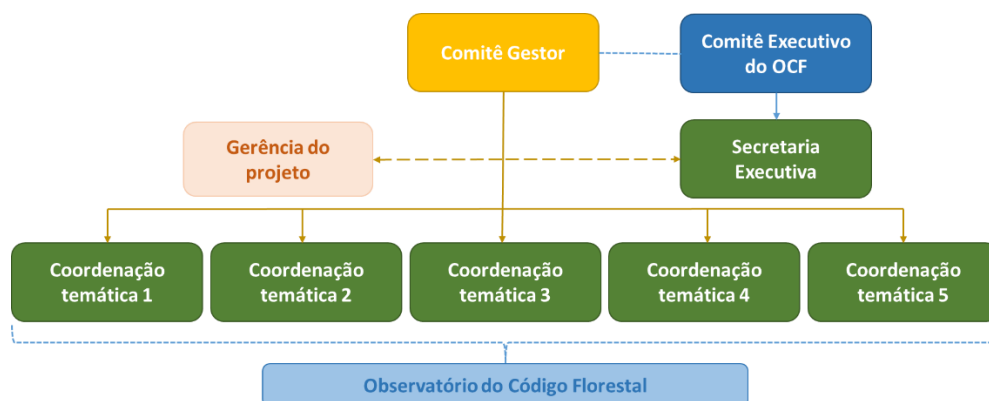 Comitê Gestor
Comitê Executivo
do OCF
Gerência do
projeto
Secretaria
Executiva
Coordenação
temática 1
Coordenação
temática 2
Coordenação
temática 3
Coordenação
temática 4
Coordenação
temática 5
Observatório do Código Florestal